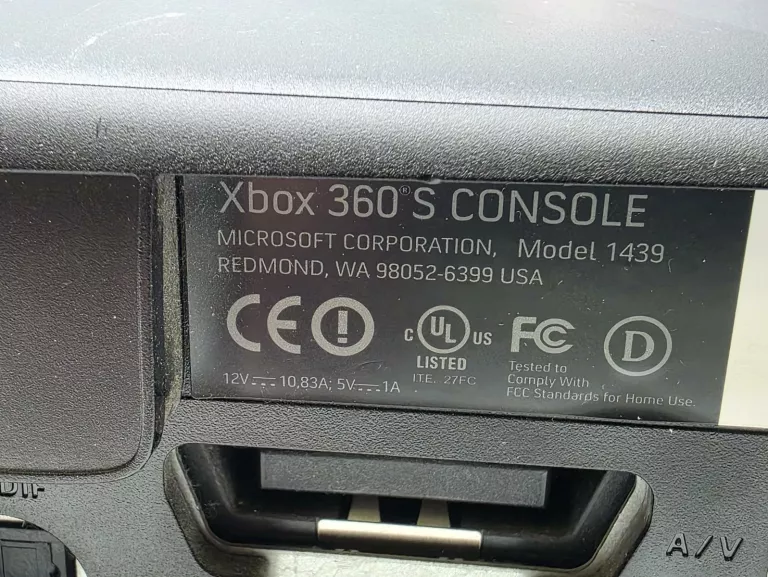 Xbox 360® S CONSOLE
MICROSOFT CORPORATION, Model 1439
REDMOND, WA 98052-6399 USA
CE
C UL US
LISTED
ITE. 27FC
FC
D
Tested to
Comply With
FCC Standards for Home Use.
12V⎓10,83A; 5V⎓1A
DIF
A/V